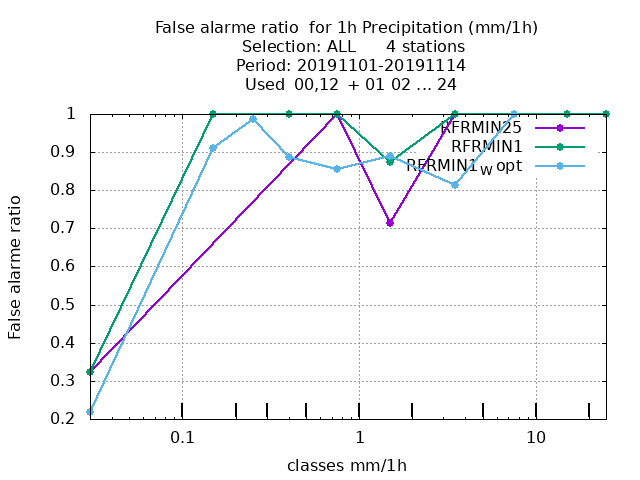 False alarme ratio  for 1h Precipitation (mm/1h)
Selection: ALL      4 stations
Period: 20191101-20191114
Used  00,12  + 01 02 ... 24
RFRMIN25
RFRMIN1
RFRMIN1w opt
1
0.9
0.8
0.7
0.6
0.5
0.4
0.3
0.2
False alarme ratio
0.1 1 10
classes mm/1h